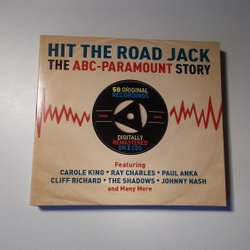 HIT THE ROAD JACK
THE ABC-PARAMOUNT STORY
50 ORIGINAL
RECORDINGS
DIGITALLY
REMASTERED
ON 2 CDs
Featuring
CAROLE KING • RAY CHARLES • PAUL ANKA
CLIFF RICHARD • THE SHADOWS • JOHNNY NASH
and Many More